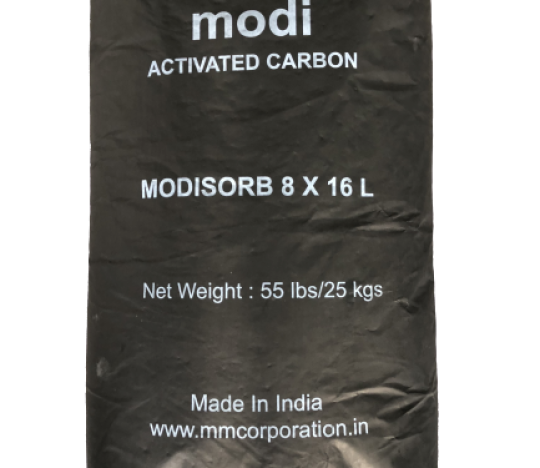 modi
ACTIVATED CARBON
MODISORB 8 X 16 L
Net Weight : 55 lbs/25 kgs
Made In India
www.mmcorporation.in